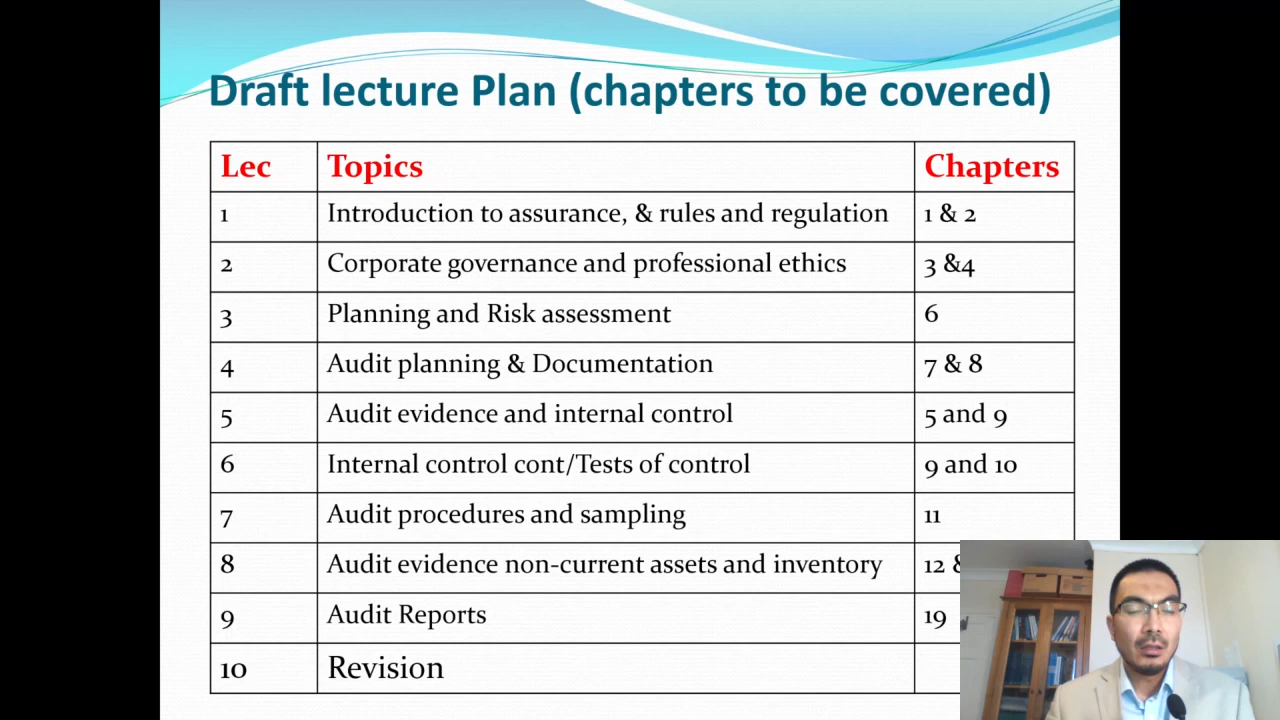 Draft lecture Plan (chapters to be covered)
Lec Topics Chapters
1 Introduction to assurance, & rules and regulation 1 & 2
2 Corporate governance and professional ethics 3 &4
3 Planning and Risk assessment 6
4 Audit planning & Documentation 7 & 8
5 Audit evidence and internal control 5 and 9
6 Internal control cont/Tests of control 9 and 10
7 Audit procedures and sampling 11
8 Audit evidence non-current assets and inventory 12 &
9 Audit Reports 19
10 Revision